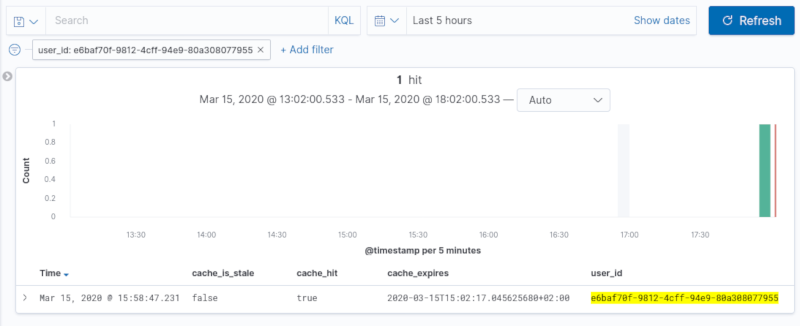 Search KQL Last 5 hours Show dates Refresh
user_id: e6baf70f-9812-4cff-94e9-80a308077955 × + Add filter
1 hit
Mar 15, 2020 @ 13:02:00.533 - Mar 15, 2020 @ 18:02:00.533 — Auto
1
0.8
0.6
0.4
0.2
0
Count
13:30 14:00 14:30 15:00 15:30 16:00 16:30 17:00 17:30
@timestamp per 5 minutes
Time cache_is_stale cache_hit cache_expires user_id
Mar 15, 2020 @ 15:58:47.231 false true 2020-03-15T15:02:17.045625680+02:00 e6baf70f-9812-4cff-94e9-80a308077955